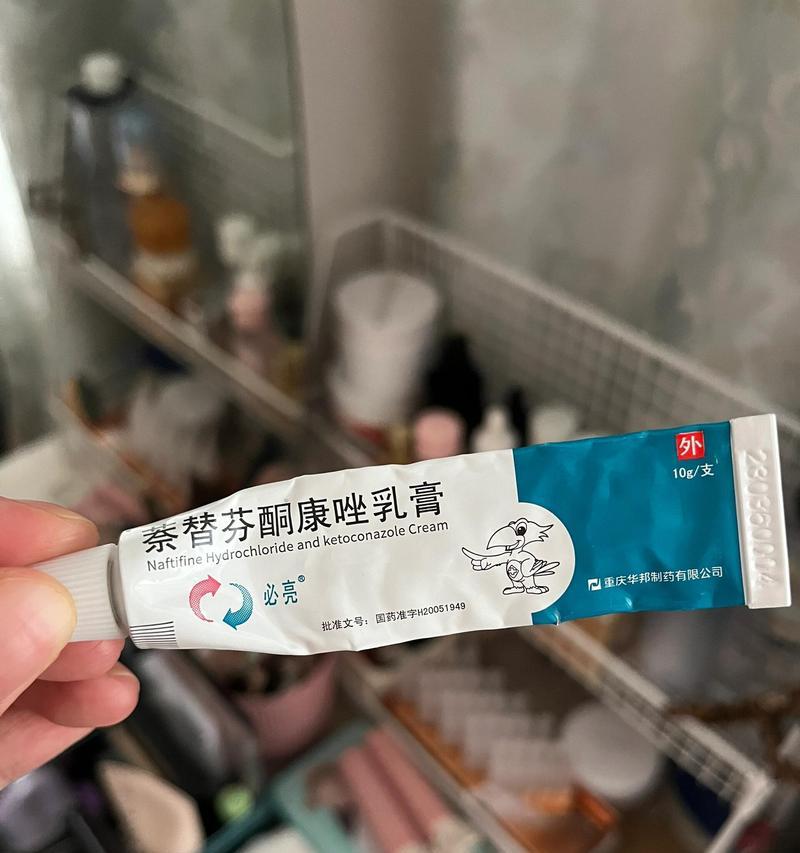 萘替芬酮康唑乳膏
Naftifine Hydrochloride and ketoconazole Cream
必亮®
批准文号：国药准字H20051949
外
10g/支
重庆华邦制药有限公司